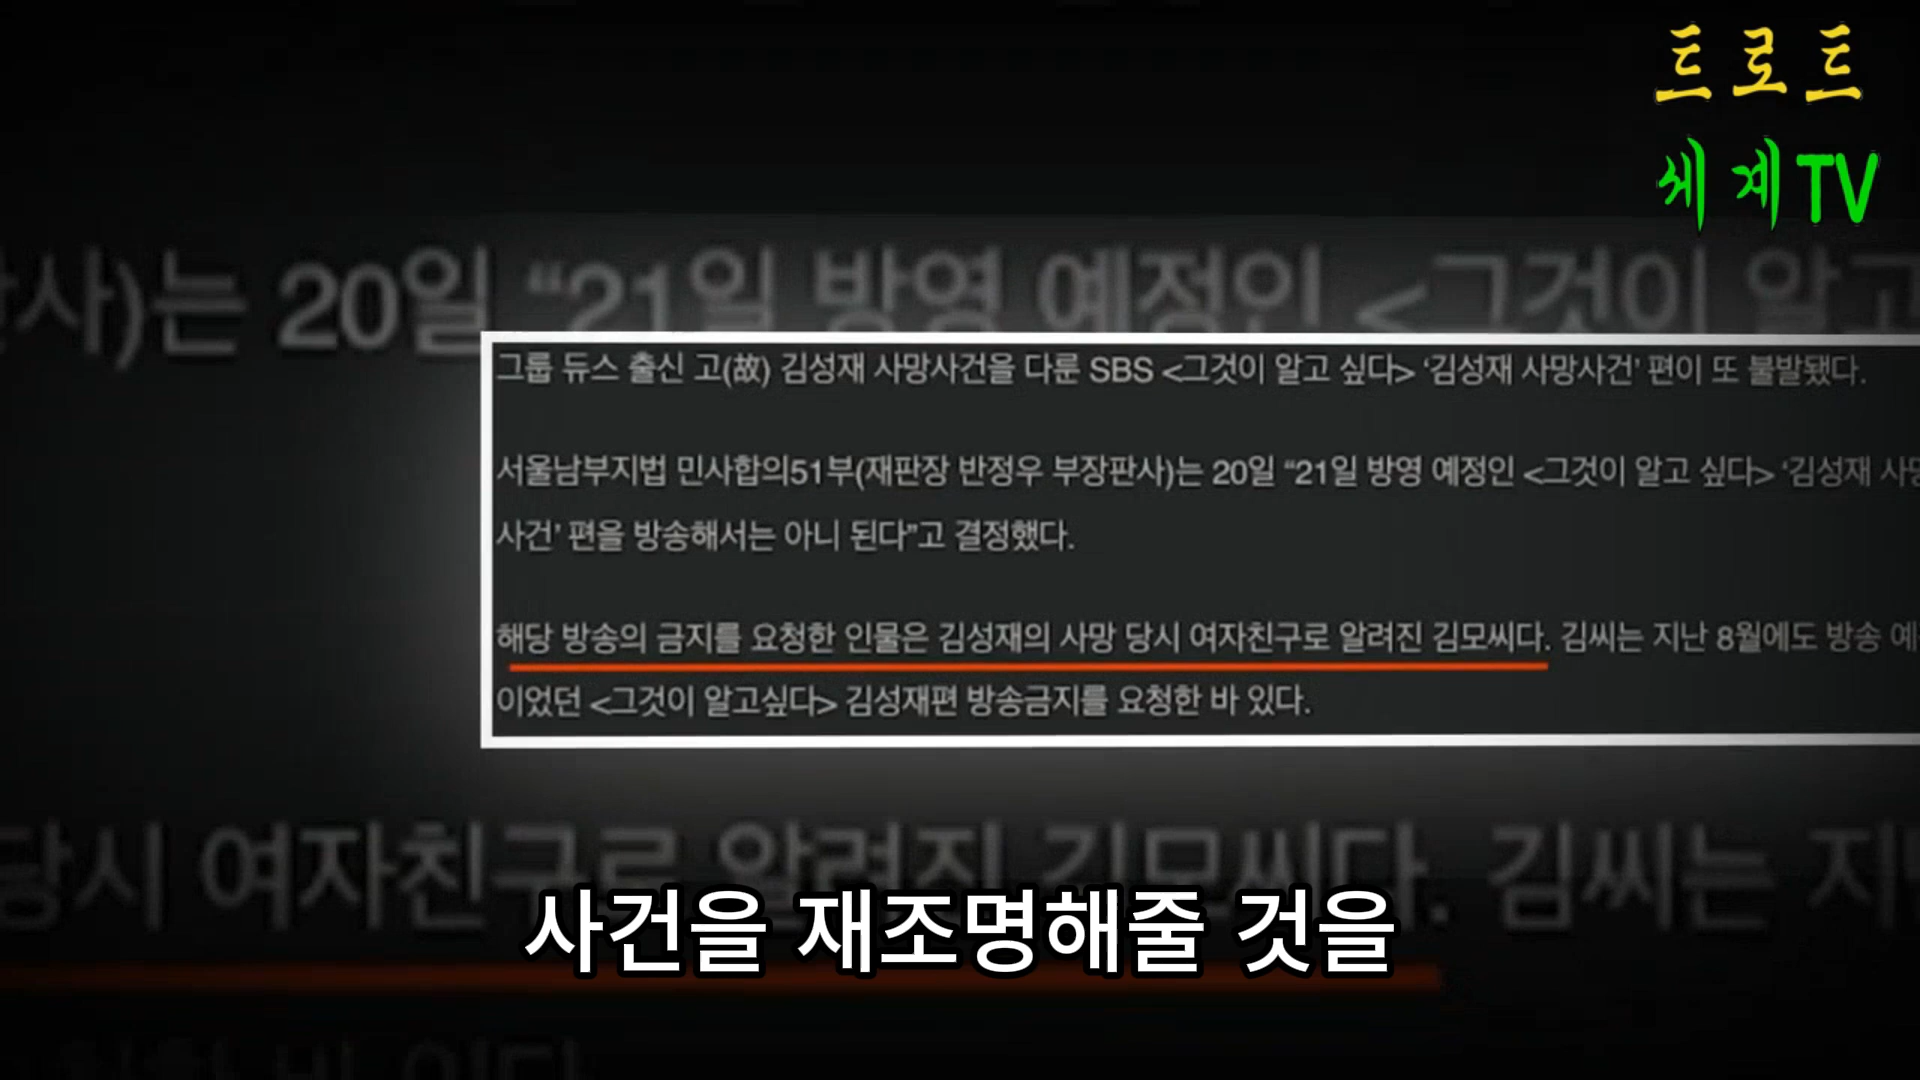 트로트
세계TV
사)는 20일 “21일 방영 예정인 <그것이 알고
그룹 듀스 출신 고(故) 김성재 사망사건을 다룬 SBS <그것이 알고 싶다> ‘김성재 사망사건’ 편이 또 불발됐다.
서울남부지법 민사합의51부(재판장 반정우 부장판사)는 20일 “21일 방영 예정인 <그것이 알고 싶다> ‘김성재 사망
사건’ 편을 방송해서는 아니 된다”고 결정했다.
해당 방송의 금지를 요청한 인물은 김성재의 사망 당시 여자친구로 알려진 김모씨다. 김씨는 지난 8월에도 방송 예
이었던 <그것이 알고싶다> 김성재편 방송금지를 요청한 바 있다.
당시 여자친구로 알려진 김모씨다. 김씨는 지
사건을 재조명해줄 것을